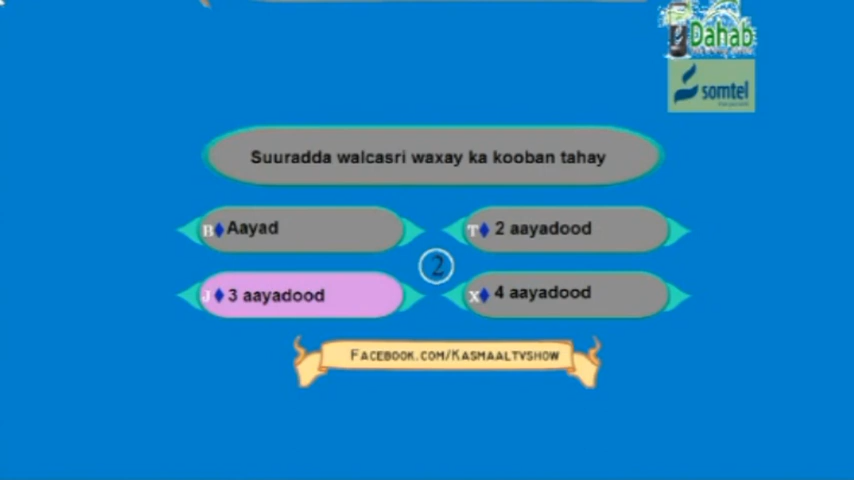 Dahab
somtel
Suuradda walcasri waxay ka kooban tahay
B Aayad
T 2 aayadood
2
J 3 aayadood
X 4 aayadood
FACEBOOK.COM/KASMAALTVSHOW